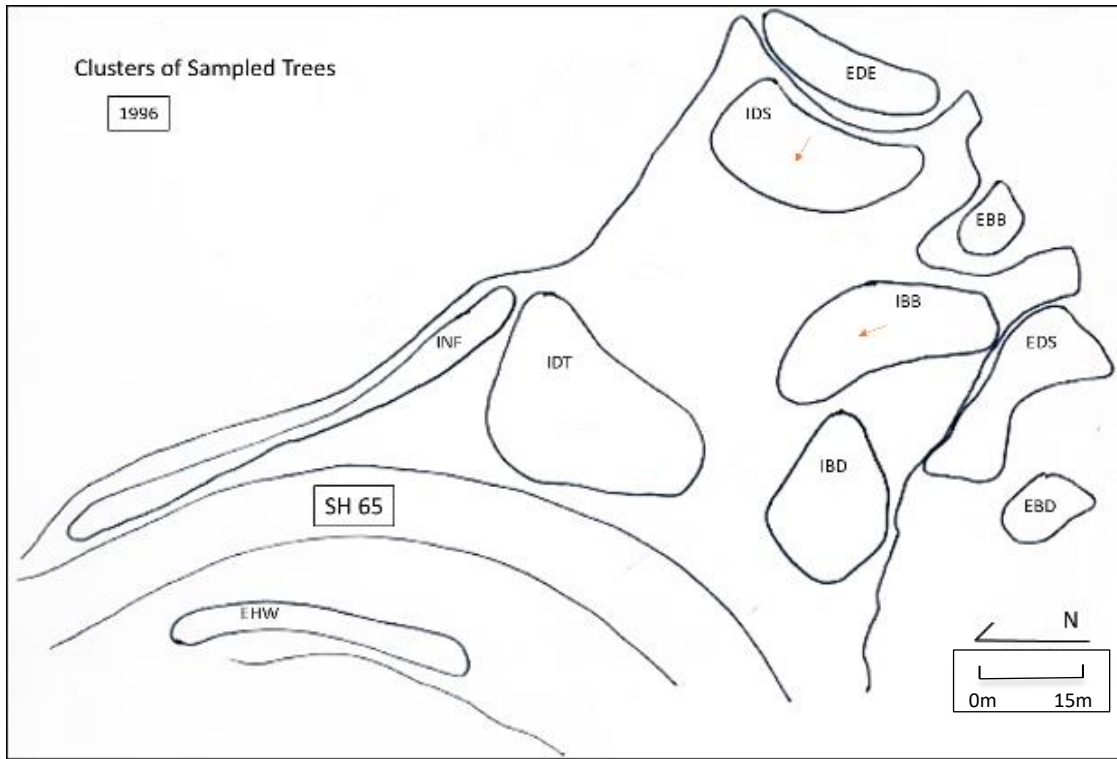 Clusters of Sampled Trees
1996
EDE
IDS
EBB
IBB
INF
EDS
IDT
IBD
SH 65
EBD
EHW
N
0m 15m